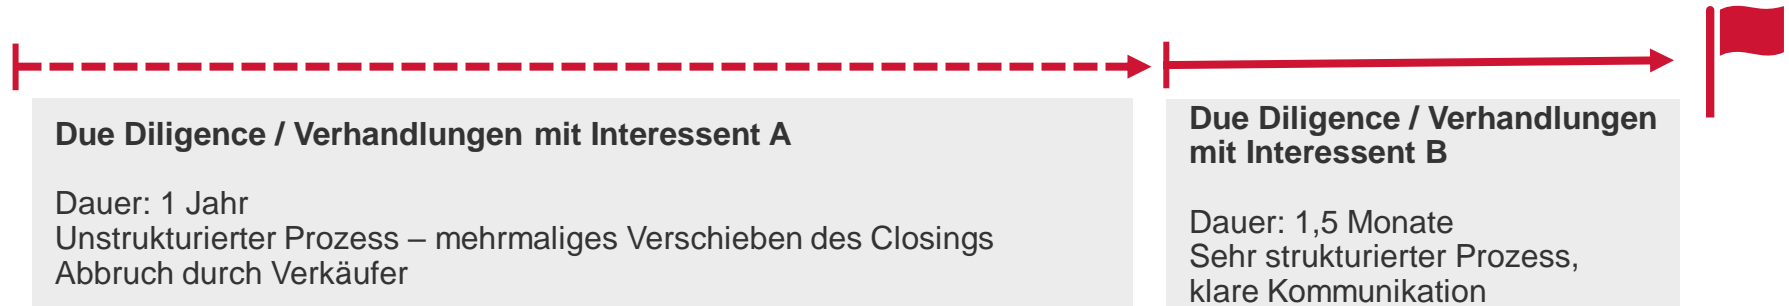 Due Diligence / Verhandlungen mit Interessent A
Dauer: 1 Jahr
Unstrukturierter Prozess – mehrmaliges Verschieben des Closings
Abbruch durch Verkäufer
Due Diligence / Verhandlungen
mit Interessent B
Dauer: 1,5 Monate
Sehr strukturierter Prozess,
klare Kommunikation